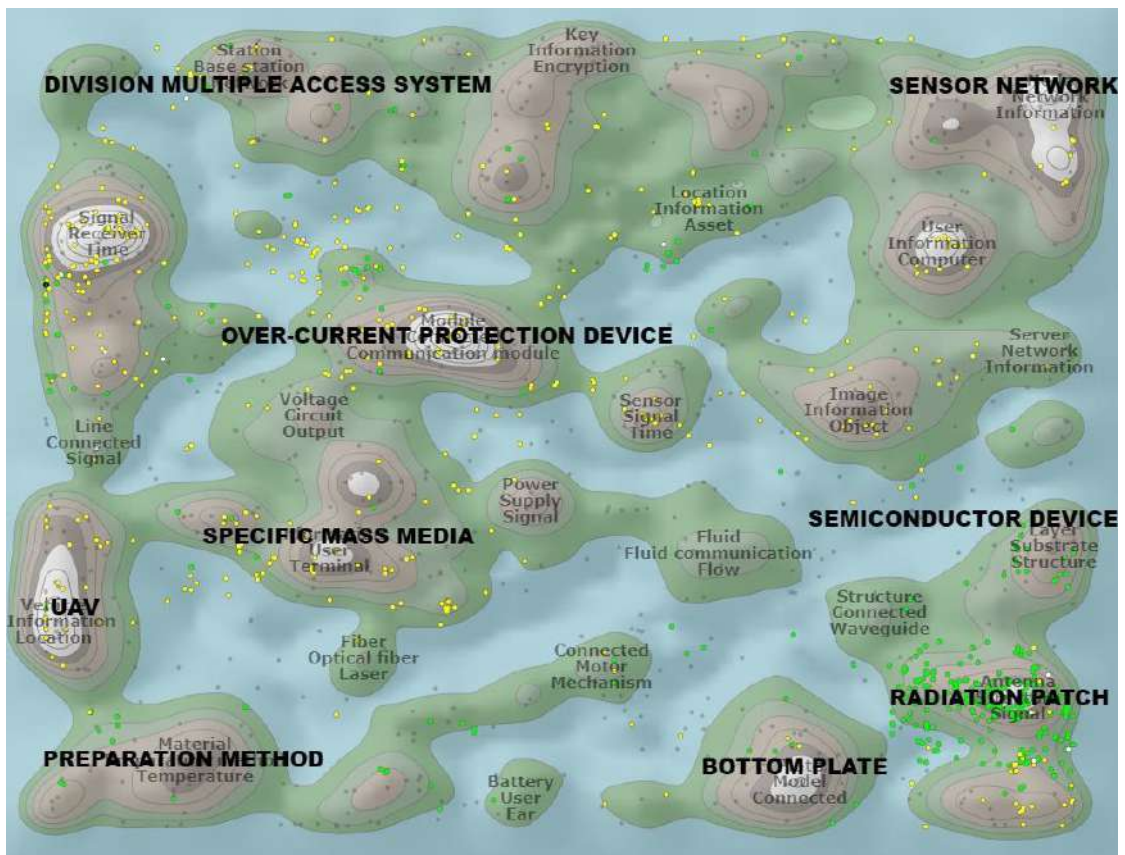 Station
Base station
DIVISION MULTIPLE ACCESS SYSTEM
Key
Information
Encryption
SENSOR NETWORK
Network
Information
Signal
Receiver
Time
Location
Information
Asset
User
Information
Computer
OVER-CURRENT PROTECTION DEVICE
Module
Communication module
Server
Network
Information
Voltage
Circuit
Output
Sensor
Signal
Time
Image
Information
Object
Line
Connected
Signal
Power
Supply
Signal
SPECIFIC MASS MEDIA
User
Terminal
Fluid
Fluid communication
Flow
SEMICONDUCTOR DEVICE
Layer
Substrate
Structure
UAV
Information
Location
Structure
Connected
Waveguide
Fiber
Optical fiber
Laser
Connected
Motor
Mechanism
Antenna
RADIATION PATCH
Signal
Material
PREPARATION METHOD
Temperature
Battery
User
Ear
BOTTOM PLATE
Model
Connected